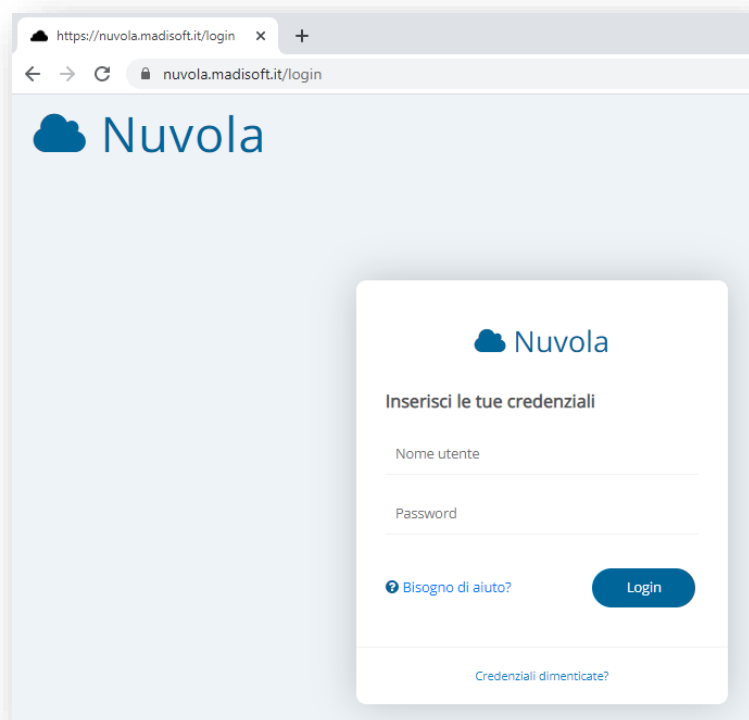 https://nuvola.madisoft.it/login
nuvola.madisoft.it/login
Nuvola
Nuvola
Inserisci le tue credenziali
Nome utente
Password
Bisogno di aiuto? Login
Credenziali dimenticate?